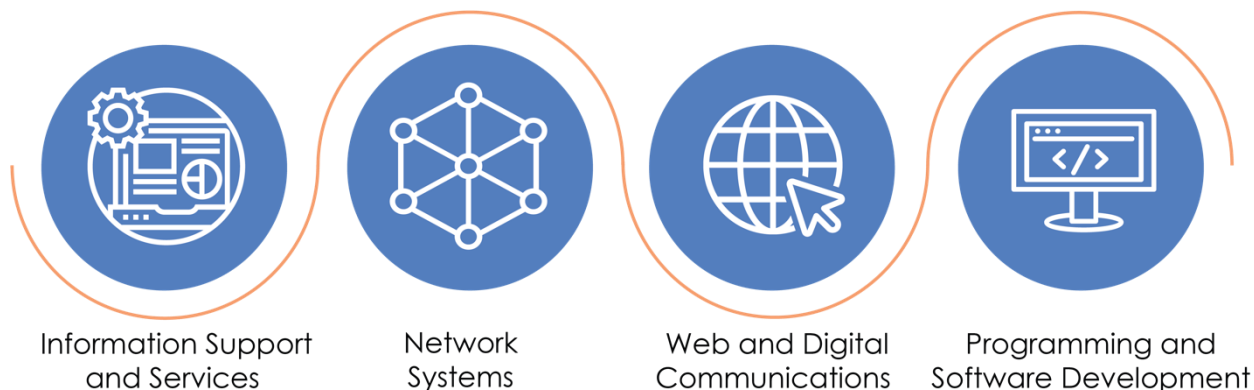 Information Support
and Services
Network
Systems
Web and Digital
Communications
</>
Programming and
Software Development